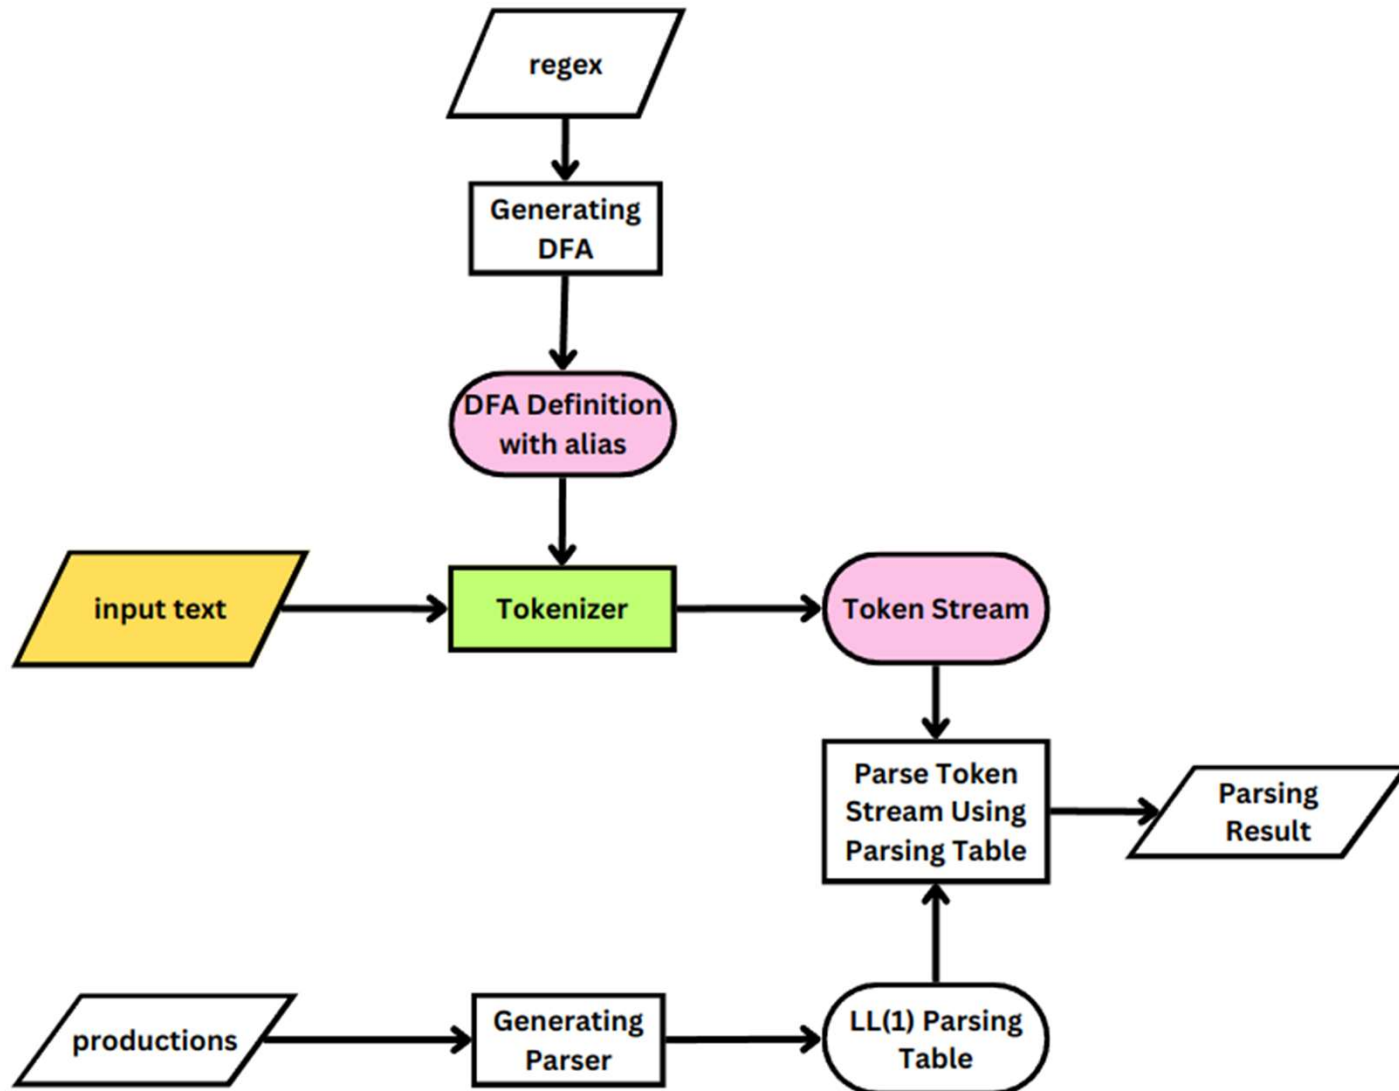 regex
Generating
DFA
DFA Definition
with alias
input text
Tokenizer
Token Stream
Parse Token
Stream Using
Parsing Table
Parsing
Result
productions
Generating
Parser
LL(1) Parsing
Table